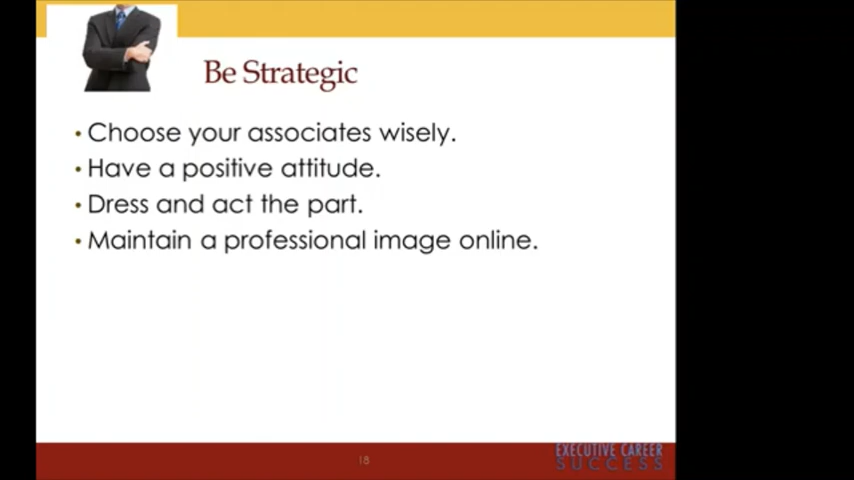 Be Strategic
• Choose your associates wisely.
• Have a positive attitude.
• Dress and act the part.
• Maintain a professional image online.
18
EXECUTIVE CAREER
SUCCESS